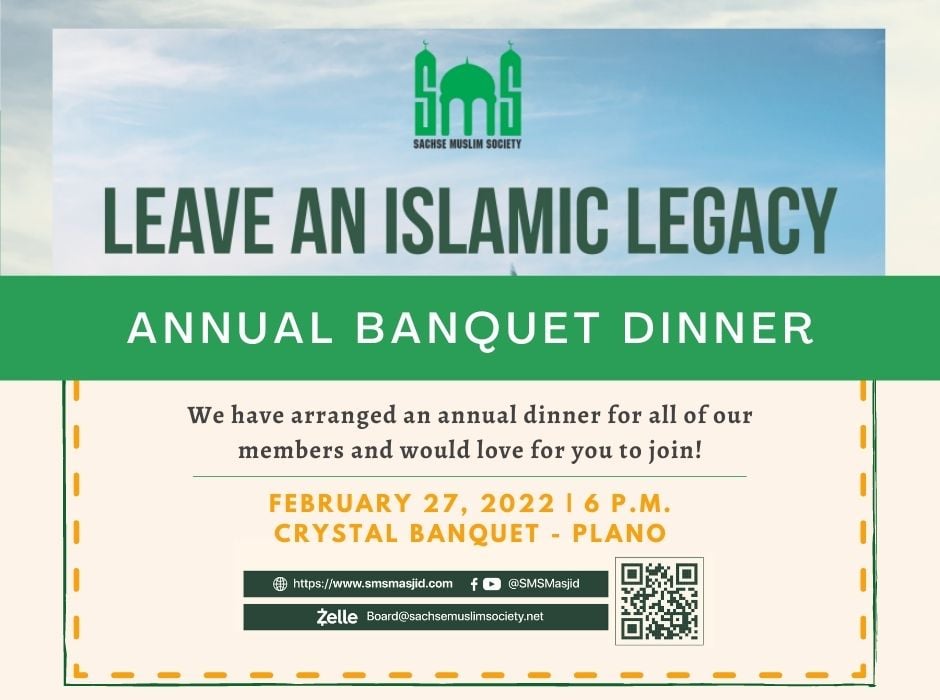 SMS
SACHSE MUSLIM SOCIETY
LEAVE AN ISLAMIC LEGACY
ANNUAL BANQUET DINNER
We have arranged an annual dinner for all of our
members and would love for you to join!
FEBRUARY 27, 2022 | 6 P.M.
CRYSTAL BANQUET - PLANO
https://www.smsmasjid.com @SMSMasjid
Zelle Board@sachsemuslimsociety.net